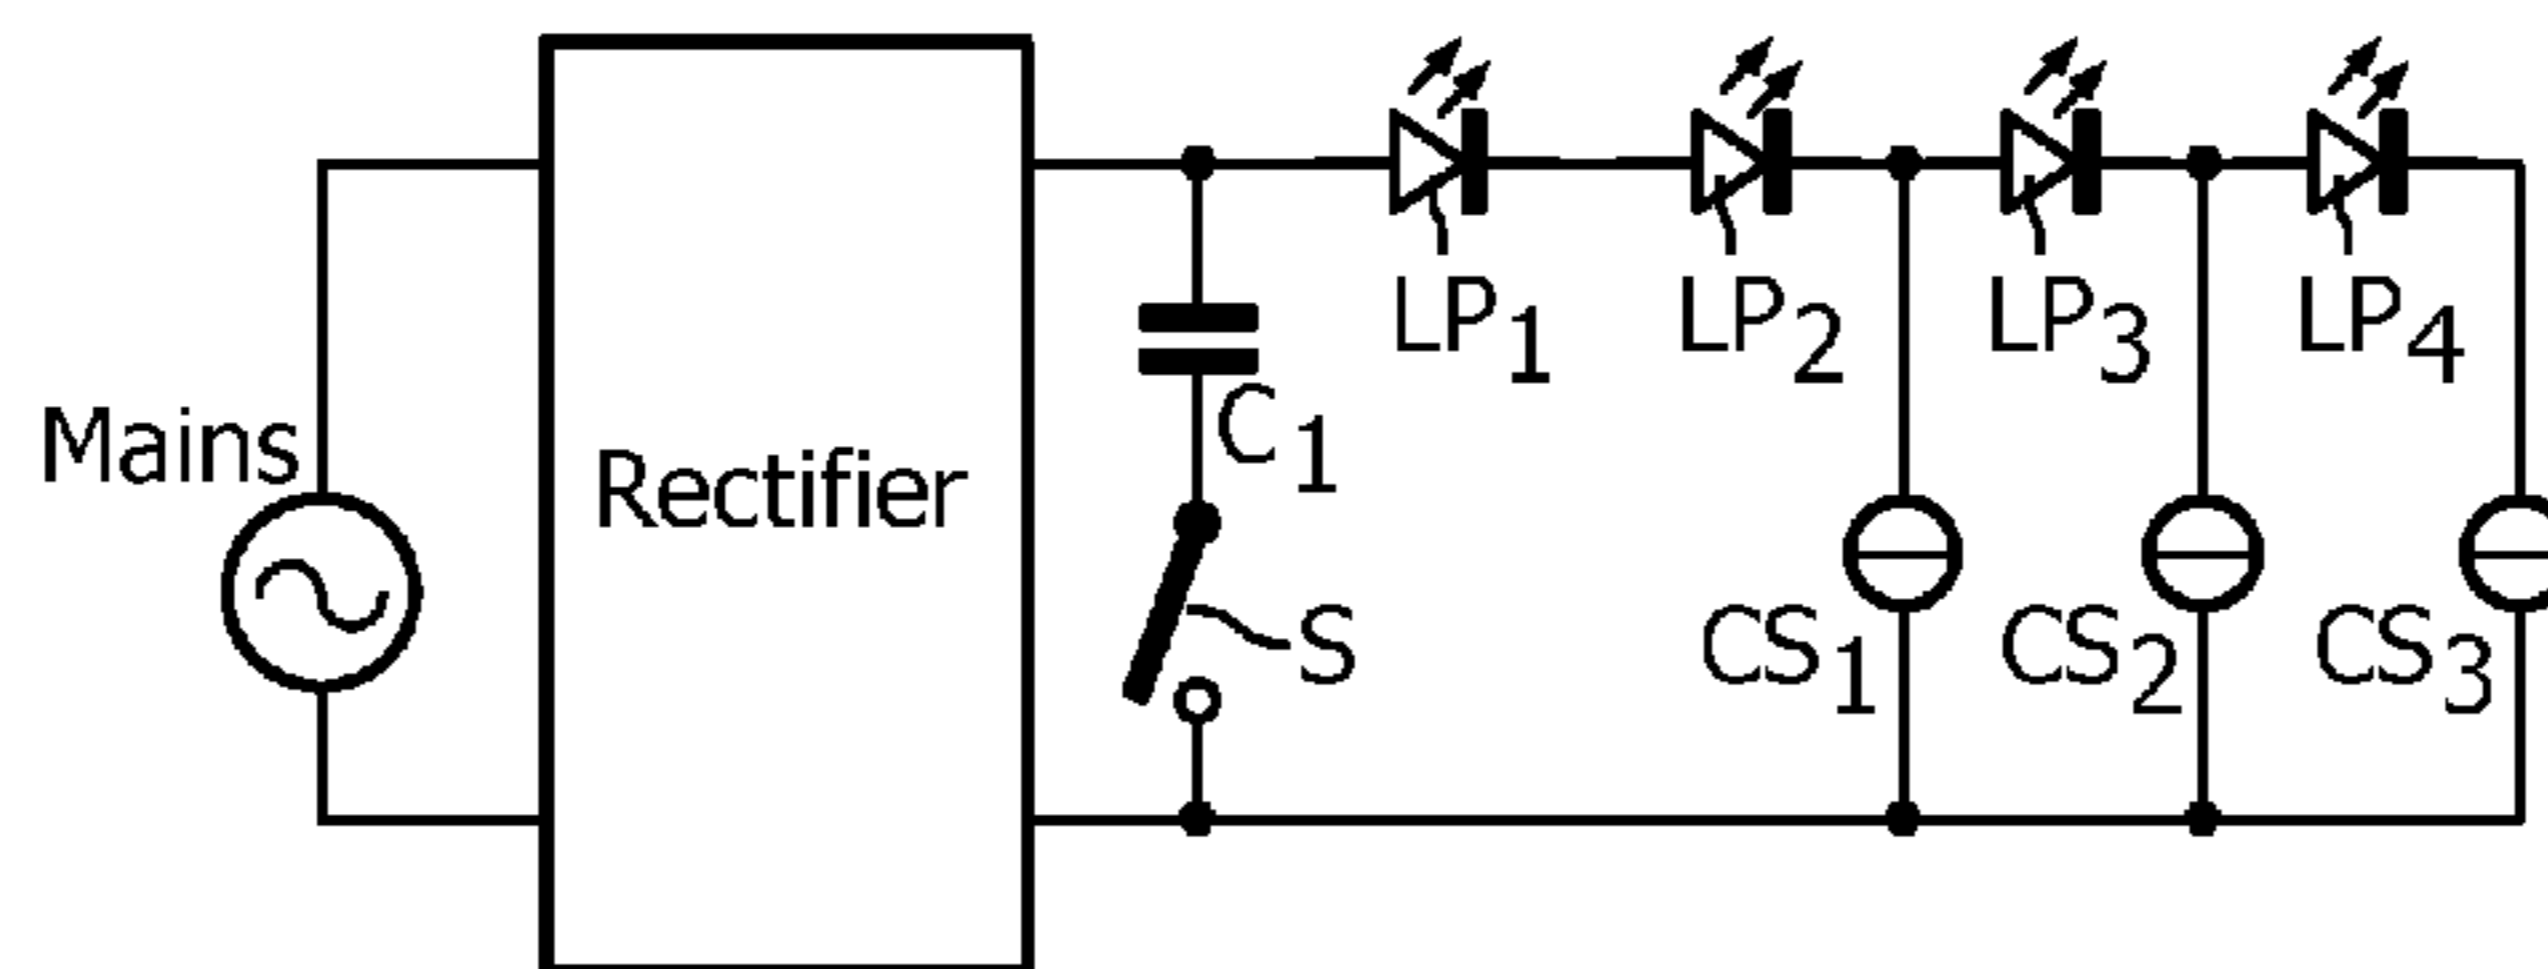 Mains
Rectifier
C1
S
LP1
LP2
LP3
LP4
CS1
CS2
CS3